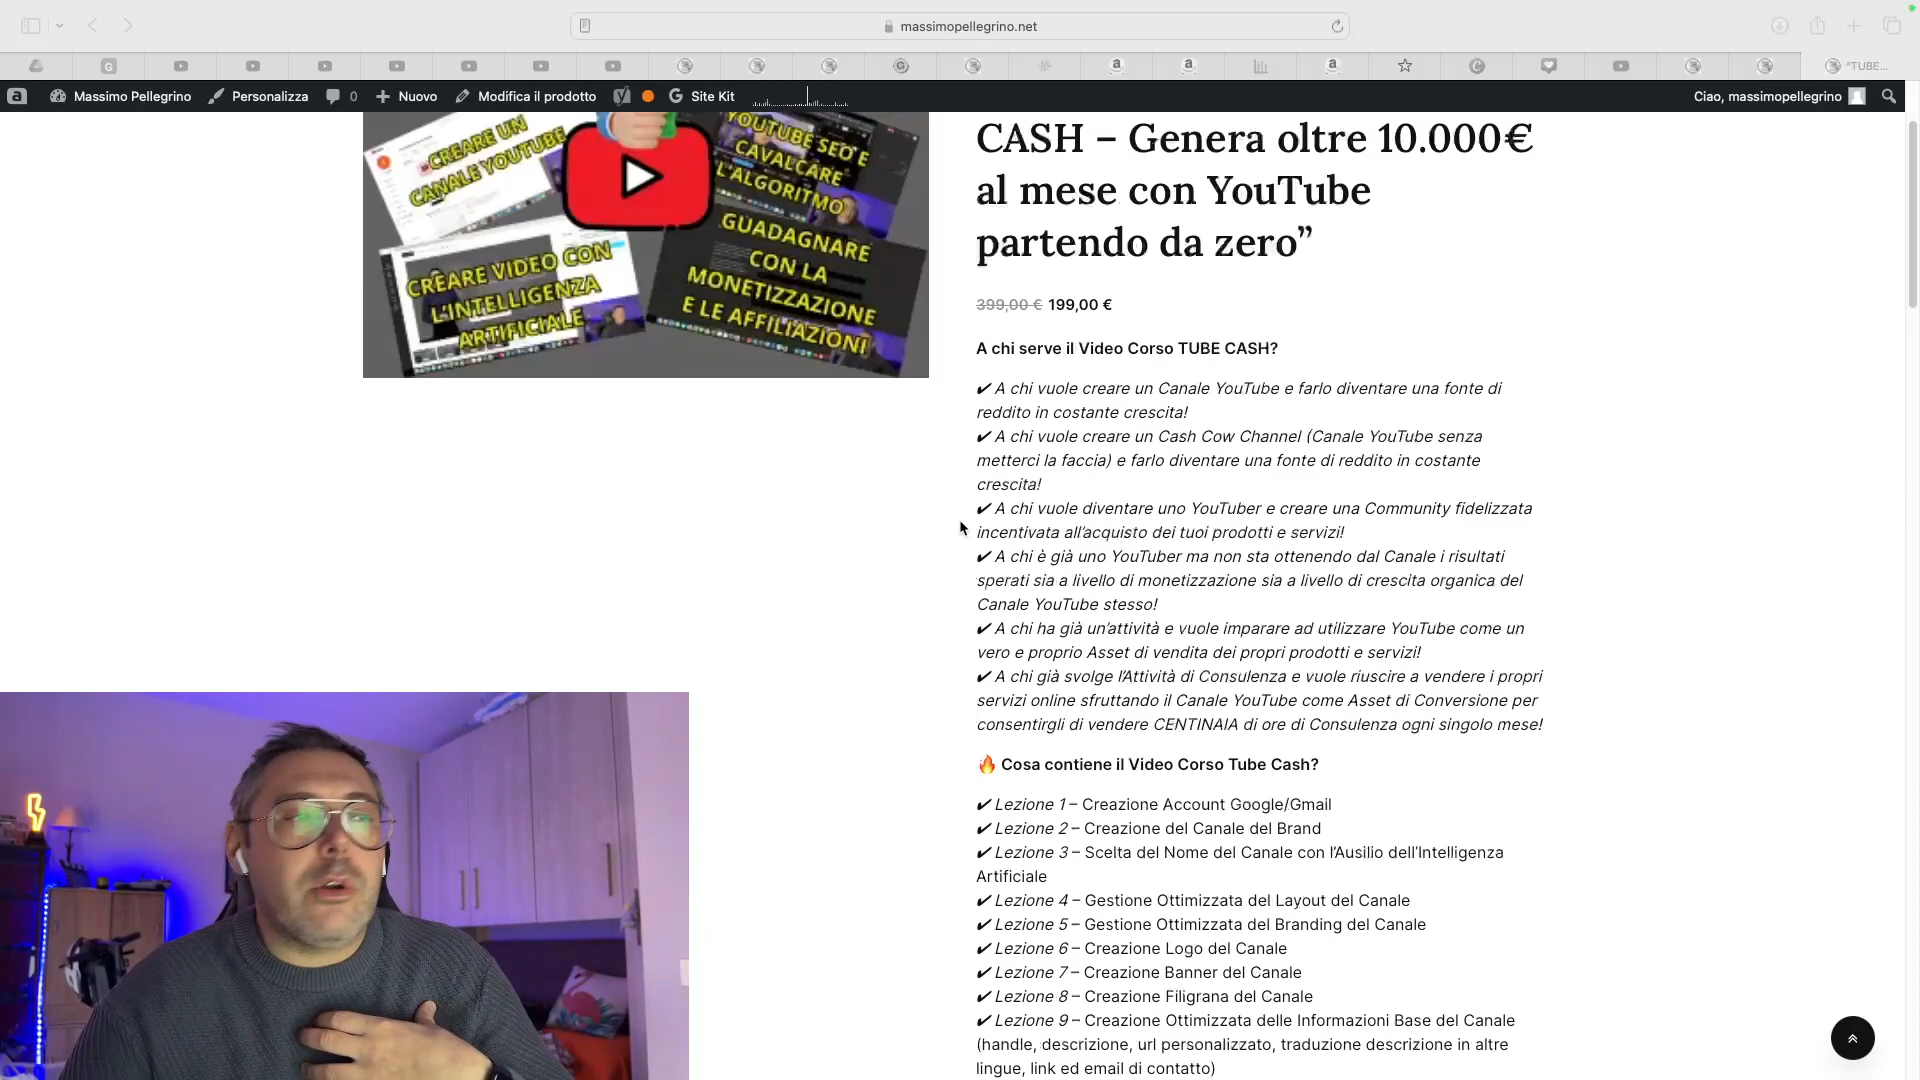 massimopellegrino.net
"TUBE...
Massimo Pellegrino
Personalizza
0
Nuovo
Modifica il prodotto
Site Kit
Ciao, massimopellegrino
CREARE UN
CANALE YOUTUBE
YOUTUBE SEO E
CAVALCARE
L'ALGORITMO
CREARE VIDEO CON
L'INTELLIGENZA
ARTIFICIALE
GUADAGNARE
CON LA
MONETIZZAZIONE
E LE AFFILIAZIONI
CASH – Genera oltre 10.000€
al mese con YouTube
partendo da zero”
399,00 € 199,00 €
A chi serve il Video Corso TUBE CASH?
✔ A chi vuole creare un Canale YouTube e farlo diventare una fonte di
reddito in costante crescita!
✔ A chi vuole creare un Cash Cow Channel (Canale YouTube senza
metterci la faccia) e farlo diventare una fonte di reddito in costante
crescita!
✔ A chi vuole diventare uno YouTuber e creare una Community fidelizzata
incentivata all’acquisto dei tuoi prodotti e servizi!
✔ A chi è già uno YouTuber ma non sta ottenendo dal Canale i risultati
sperati sia a livello di monetizzazione sia a livello di crescita organica del
Canale YouTube stesso!
✔ A chi ha già un’attività e vuole imparare ad utilizzare YouTube come un
vero e proprio Asset di vendita dei propri prodotti e servizi!
✔ A chi già svolge l’Attività di Consulenza e vuole riuscire a vendere i propri
servizi online sfruttando il Canale YouTube come Asset di Conversione per
consentirgli di vendere CENTINAIA di ore di Consulenza ogni singolo mese!
🔥 Cosa contiene il Video Corso Tube Cash?
✔ Lezione 1 – Creazione Account Google/Gmail
✔ Lezione 2 – Creazione del Canale del Brand
✔ Lezione 3 – Scelta del Nome del Canale con l’Ausilio dell’Intelligenza
Artificiale
✔ Lezione 4 – Gestione Ottimizzata del Layout del Canale
✔ Lezione 5 – Gestione Ottimizzata del Branding del Canale
✔ Lezione 6 – Creazione Logo del Canale
✔ Lezione 7 – Creazione Banner del Canale
✔ Lezione 8 – Creazione Filigrana del Canale
✔ Lezione 9 – Creazione Ottimizzata delle Informazioni Base del Canale
(handle, descrizione, url personalizzato, traduzione descrizione in altre
lingue, link ed email di contatto)